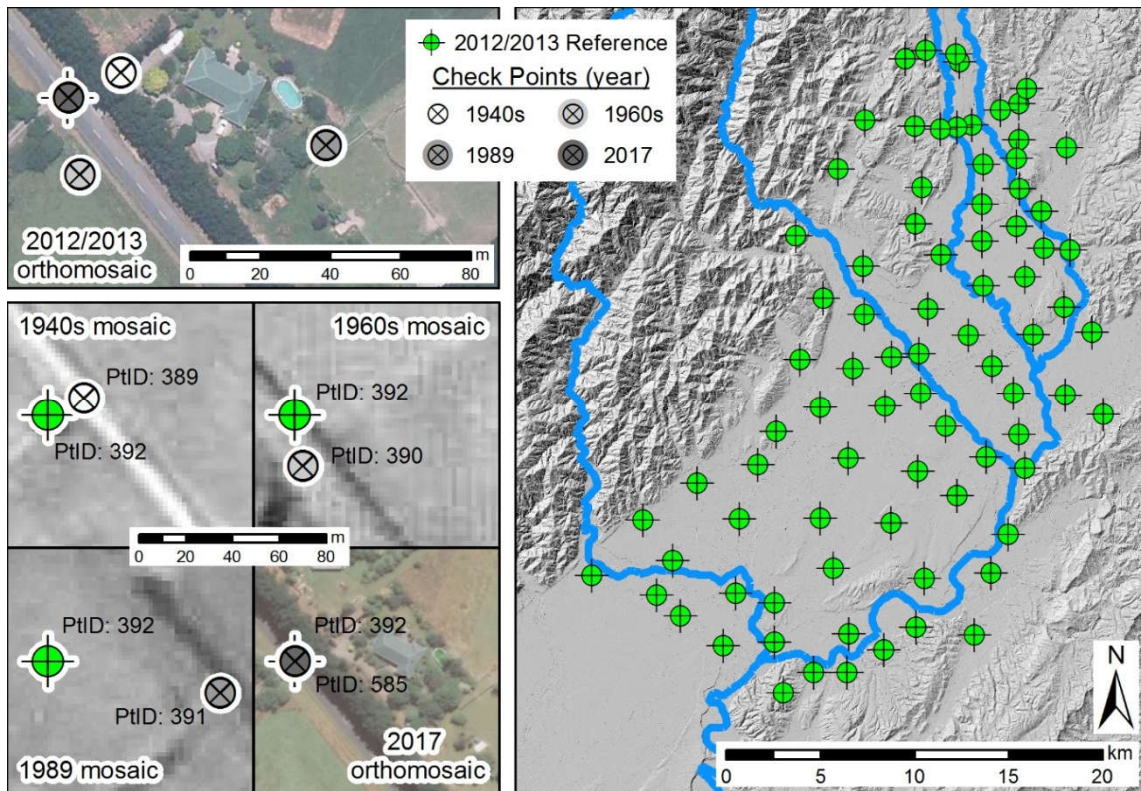 2012/2013 Reference
Check Points (year)
1940s
1960s
1989
2017
2012/2013
orthomosaic
0 20 40 60 80 m
1940s mosaic
PtID: 389
PtID: 392
1960s mosaic
PtID: 392
PtID: 390
0 20 40 60 80 m
PtID: 392
PtID: 391
1989 mosaic
PtID: 392
PtID: 585
2017
orthomosaic
N
km
0 5 10 15 20